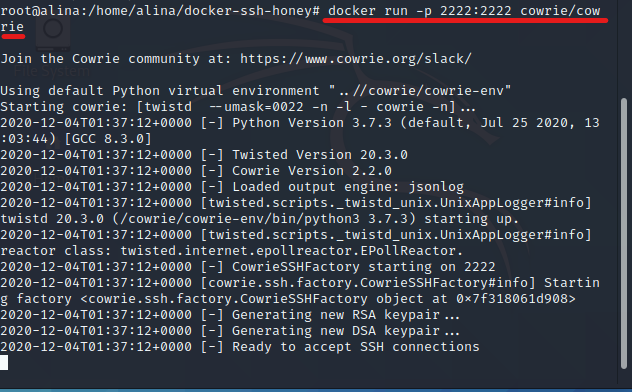 root@alina:/home/alina/docker-ssh-honey# docker run -p 2222:2222 cowrie/cow
rie
Join the Cowrie community at: https://www.cowrie.org/slack/
Using default Python virtual environment "..//cowrie/cowrie-env"
Starting cowrie: [twistd  --umask=0022 -n -l - cowrie -n]...
2020-12-04T01:37:12+0000 [-] Python Version 3.7.3 (default, Jul 25 2020, 13
:03:44) [GCC 8.3.0]
2020-12-04T01:37:12+0000 [-] Twisted Version 20.3.0
2020-12-04T01:37:12+0000 [-] Cowrie Version 2.2.0
2020-12-04T01:37:12+0000 [-] Loaded output engine: jsonlog
2020-12-04T01:37:12+0000 [twisted.scripts._twistd_unix.UnixAppLogger#info]
twistd 20.3.0 (/cowrie/cowrie-env/bin/python3 3.7.3) starting up.
2020-12-04T01:37:12+0000 [twisted.scripts._twistd_unix.UnixAppLogger#info]
reactor class: twisted.internet.epollreactor.EPollReactor.
2020-12-04T01:37:12+0000 [-] CowrieSSHFactory starting on 2222
2020-12-04T01:37:12+0000 [cowrie.ssh.factory.CowrieSSHFactory#info] Startin
g factory <cowrie.ssh.factory.CowrieSSHFactory object at 0x7f318061d908>
2020-12-04T01:37:12+0000 [-] Generating new RSA keypair...
2020-12-04T01:37:12+0000 [-] Generating new DSA keypair...
2020-12-04T01:37:12+0000 [-] Ready to accept SSH connections